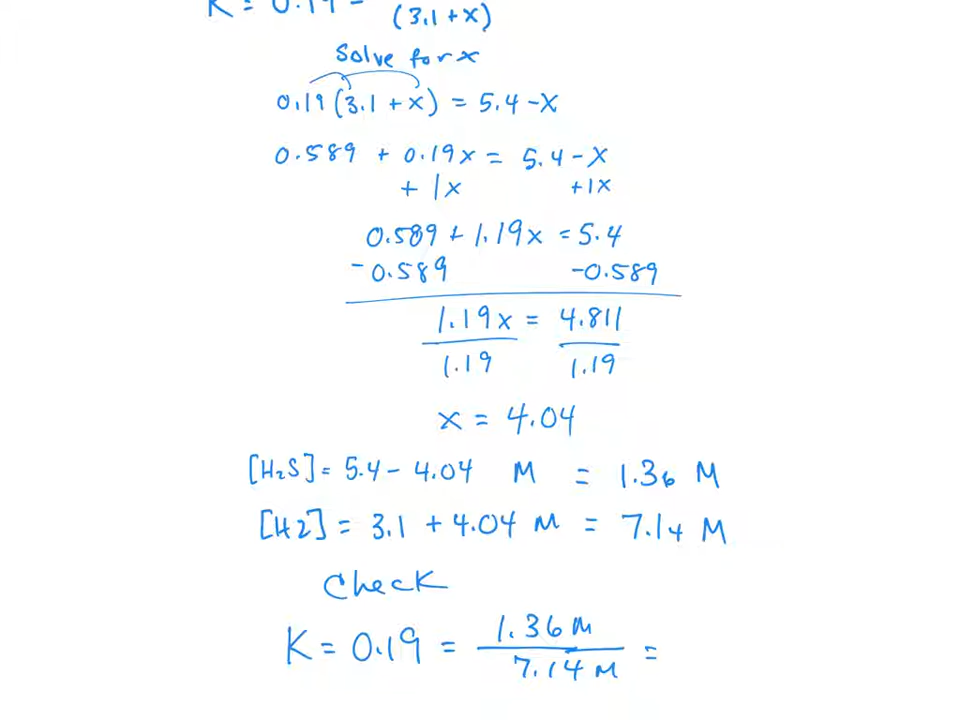 K = 0.19 =
(3.1 + x)
Solve for x
0.19 (3.1 + x) = 5.4 - x
0.589 + 0.19x = 5.4 - x
+ 1x +1x
0.589 + 1.19x = 5.4
-0.589 -0.589
1.19x = 4.811
1.19 1.19
x = 4.04
[H2S] = 5.4 - 4.04 M = 1.36 M
[H2] = 3.1 + 4.04 M = 7.14 M
Check
K = 0.19 = 1.36 M / 7.14 M =